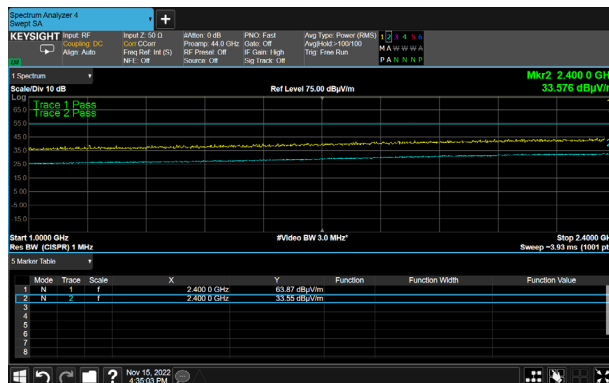 Spectrum Analyzer 4
Swept SA
+
KEYSIGHT Input: RF Input Z: 50 Ω #Atten: 0 dB PNO: Fast Avg Type: Power (RMS) 1 2 3 4 5 6
Coupling: DC Corr CCorr Preamp: 44.0 GHz Gate: Off Avg|Hold:>100/100 M A W W W W
Align: Auto Freq Ref: Int (S) RF Presel: Off IF Gain: High Trig: Free Run
NFE: Off Source: Off Sig Track: Off P A N N N P
1 Spectrum
Mkr2 2.400 0 GH
Scale/Div 10 dB Ref Level 75.00 dBµV/m 33.576 dBµV/
Log
Trace 1 Pass
65.0
Trace 2 Pass
55.0
45.0
35.0
25.0
15.0
5.00
Start 1.0000 GHz #Video BW 3.0 MHz* Stop 2.4000 GH
Res BW (CISPR) 1 MHz Sweep ~3.93 ms (1001 pt
5 Marker Table
Mode Trace Scale X Y Function Function Width Function Value
1 N 1 f 2.400 0 GHz 63.87 dBµV/m
2 N 2 f 2.400 0 GHz 33.55 dBµV/m
3
4
5
6
7
8
? Nov 15, 2022
4:35:03 PM